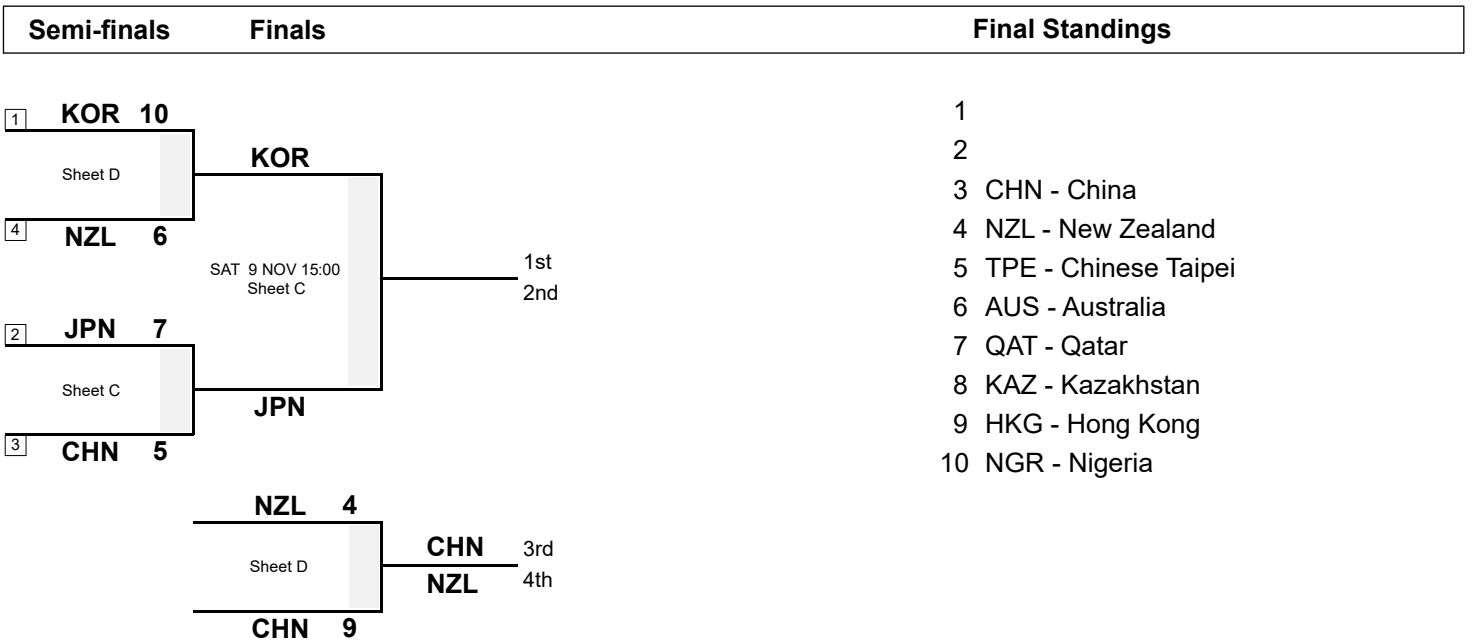 Semi-finals Finals Final Standings
1 KOR 10
Sheet D
4 NZL 6
KOR
SAT 9 NOV 15:00
Sheet C
JPN
1st
2nd
2 JPN 7
Sheet C
3 CHN 5
NZL 4
Sheet D
CHN 9
CHN 3rd
NZL 4th
1
2
3 CHN - China
4 NZL - New Zealand
5 TPE - Chinese Taipei
6 AUS - Australia
7 QAT - Qatar
8 KAZ - Kazakhstan
9 HKG - Hong Kong
10 NGR - Nigeria